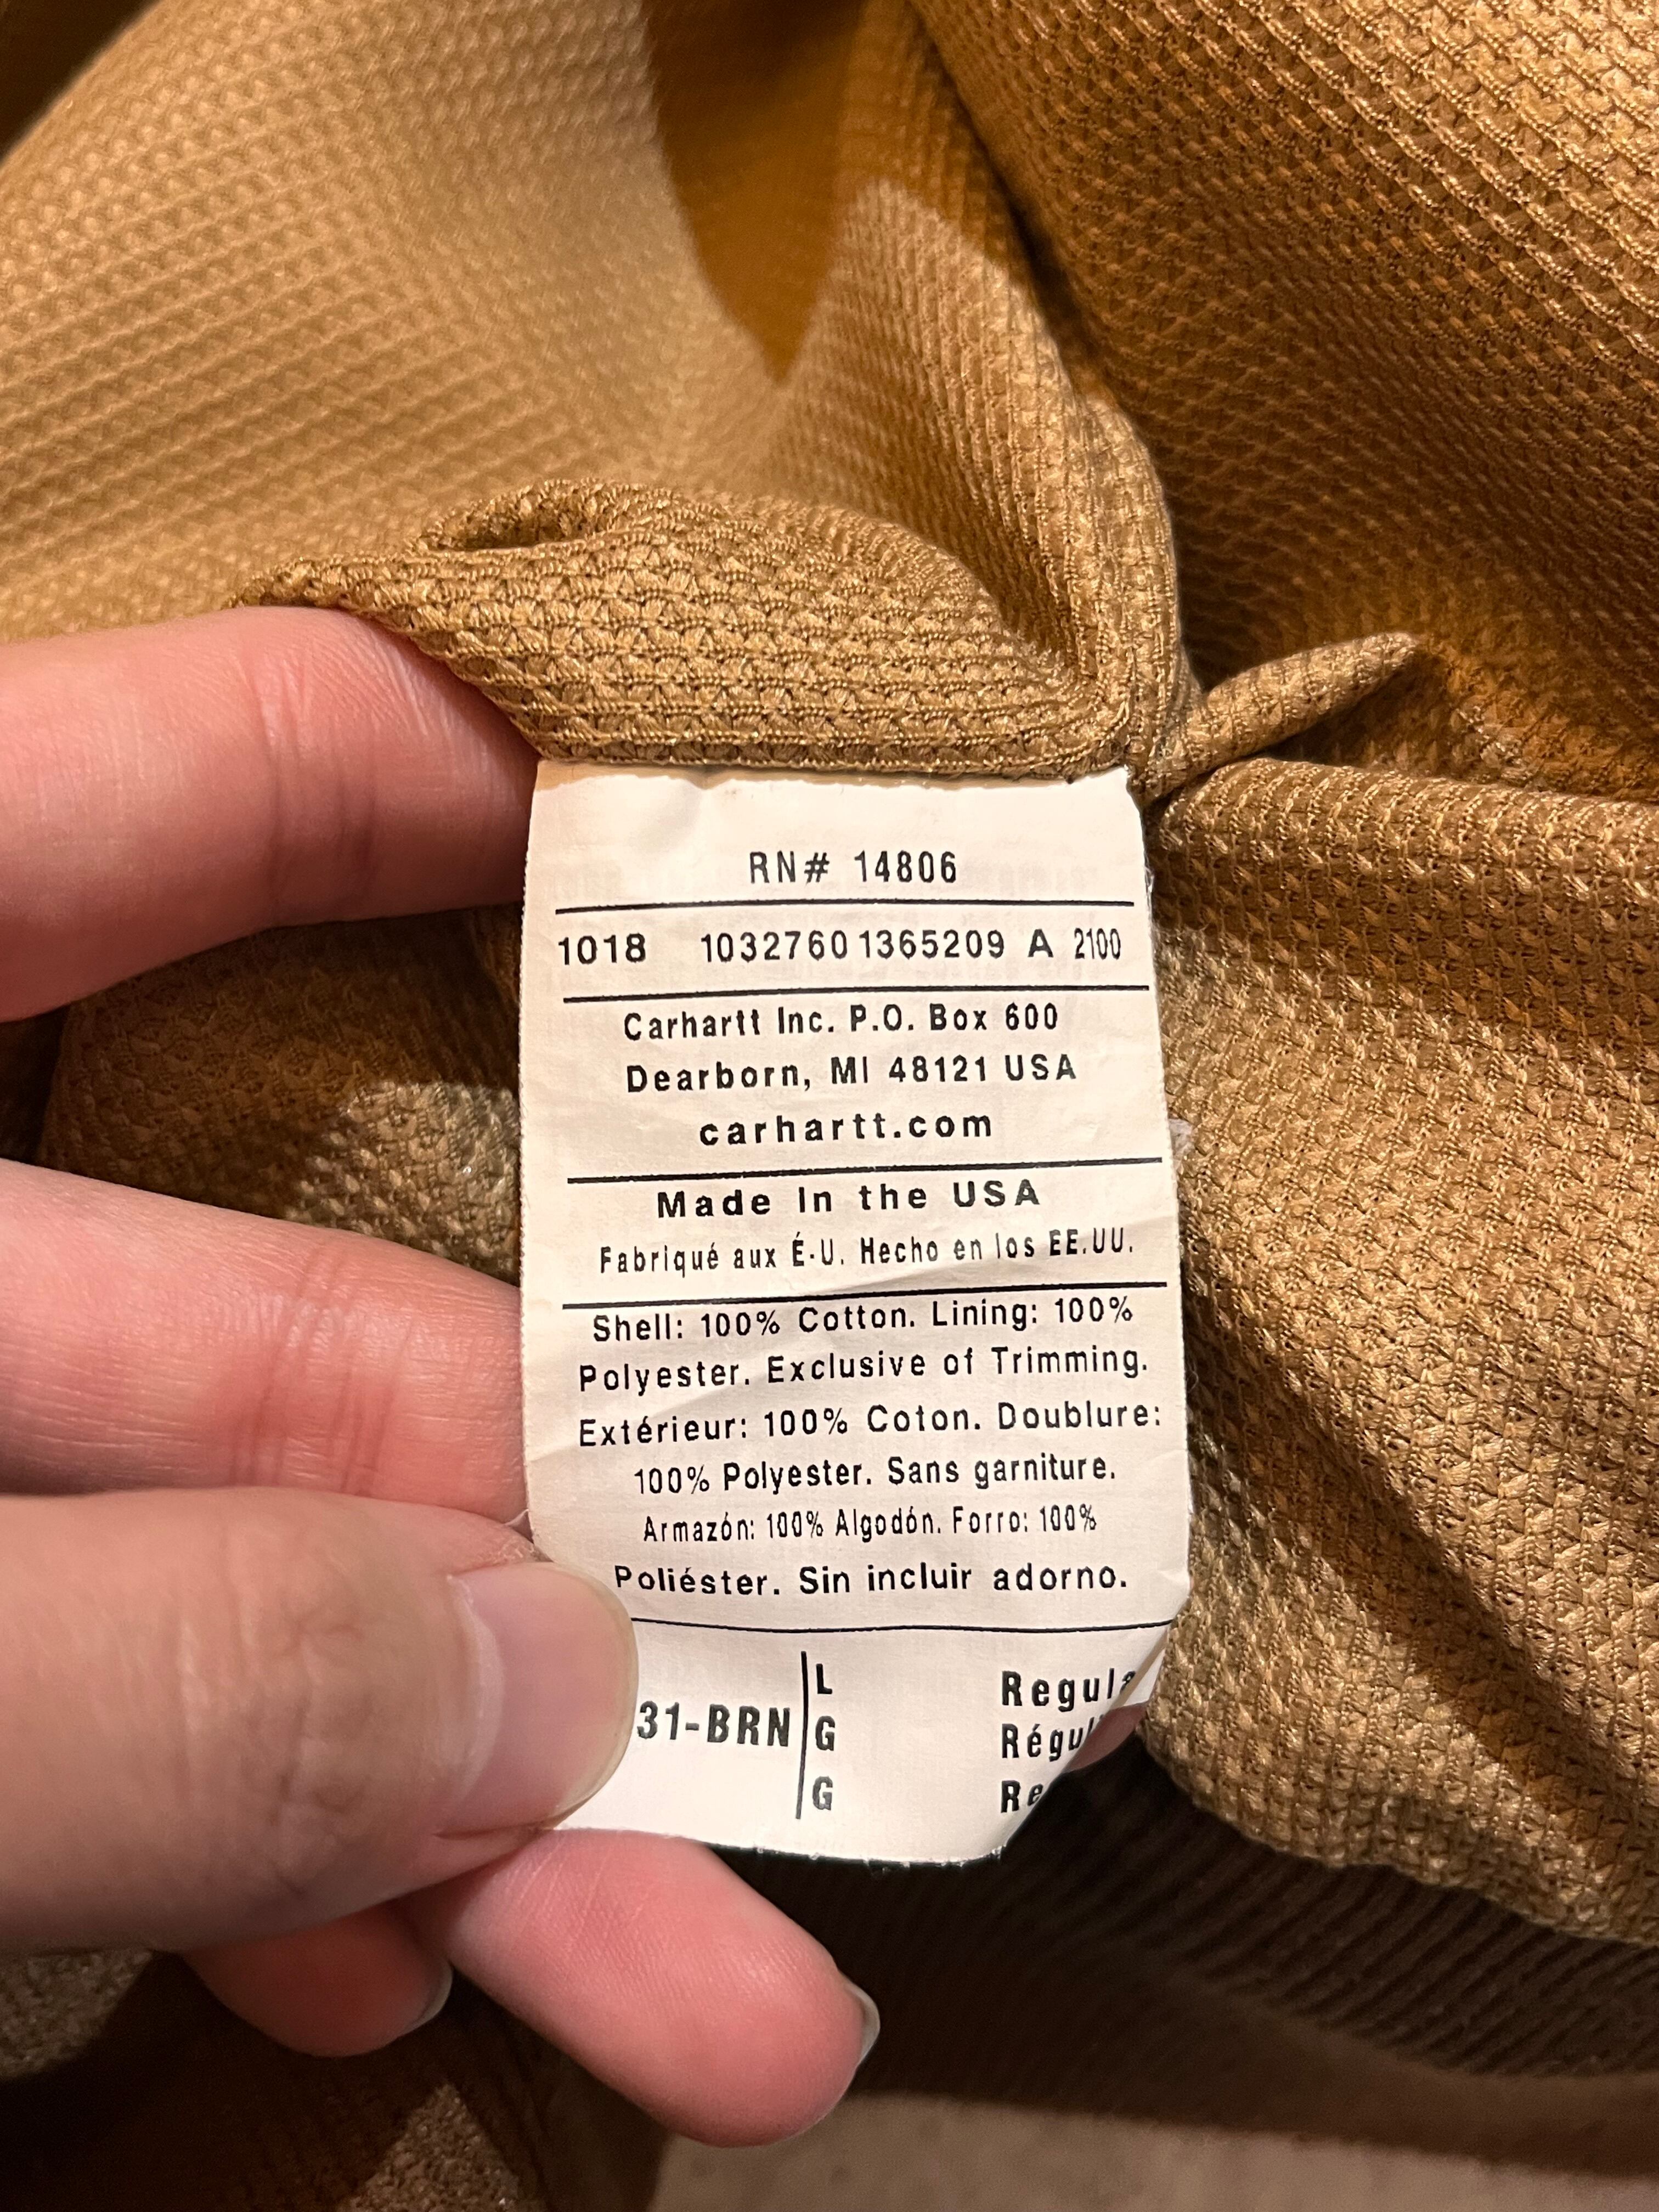 RN# 14806
1018 1032760 1365209 A 2100
Carhartt Inc. P.O. Box 600
Dearborn, MI 48121 USA
carhartt.com
Made In the USA
Fabriqué aux É-U. Hecho en los EE.UU.
Shell: 100% Cotton. Lining: 100%
Polyester. Exclusive of Trimming.
Extérieur: 100% Coton. Doublure:
100% Polyester. Sans garniture.
Armazón: 100% Algodón. Forro: 100%
Poliéster. Sin incluir adorno.
L
31-BRN G
G